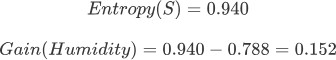 Entropy(S) = 0.940
Gain(Humidity) = 0.940 − 0.788 = 0.152